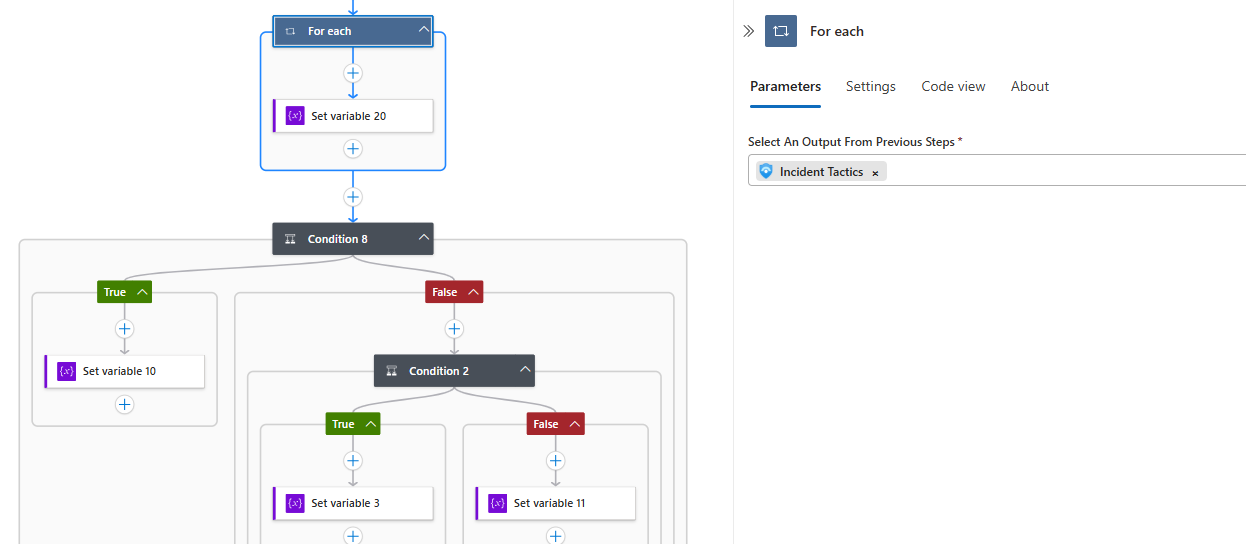 For each
Set variable 20
Condition 8
True
False
Set variable 10
Condition 2
True
False
Set variable 3
Set variable 11
For each
Parameters Settings Code view About
Select An Output From Previous Steps *
Incident Tactics ×